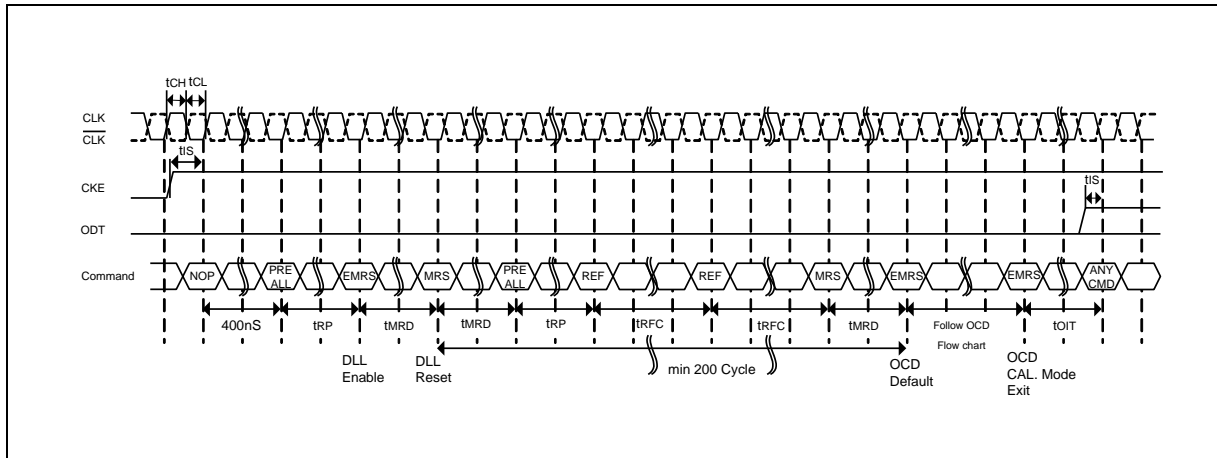 tCH tCL
CLK
CLK
tIS
CKE
tIS
ODT
Command NOP PRE ALL EMRS MRS PRE ALL REF REF MRS EMRS EMRS ANY CMD
400nS tRP tMRD tMRD tRP tRFC tRFC tMRD Follow OCD Flow chart tOIT
DLL Enable
DLL Reset
min 200 Cycle
OCD Default
OCD CAL. Mode Exit